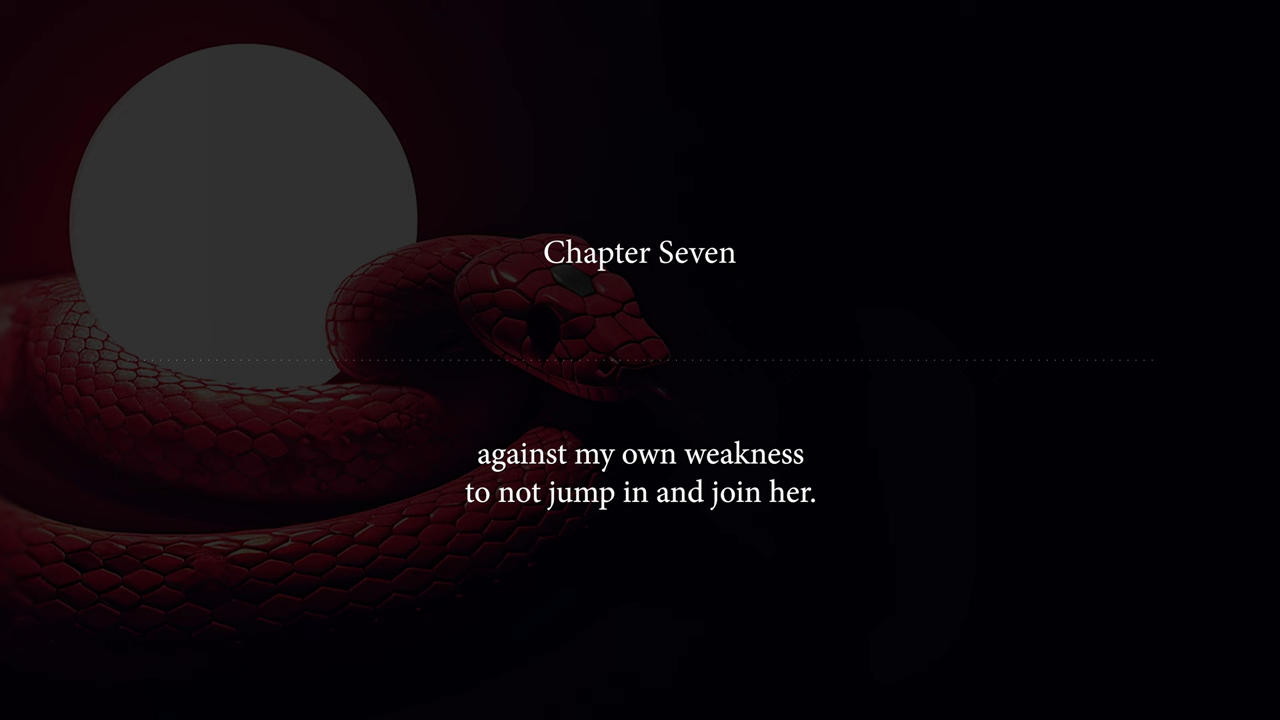 Chapter Seven
against my own weakness
to not jump in and join her.